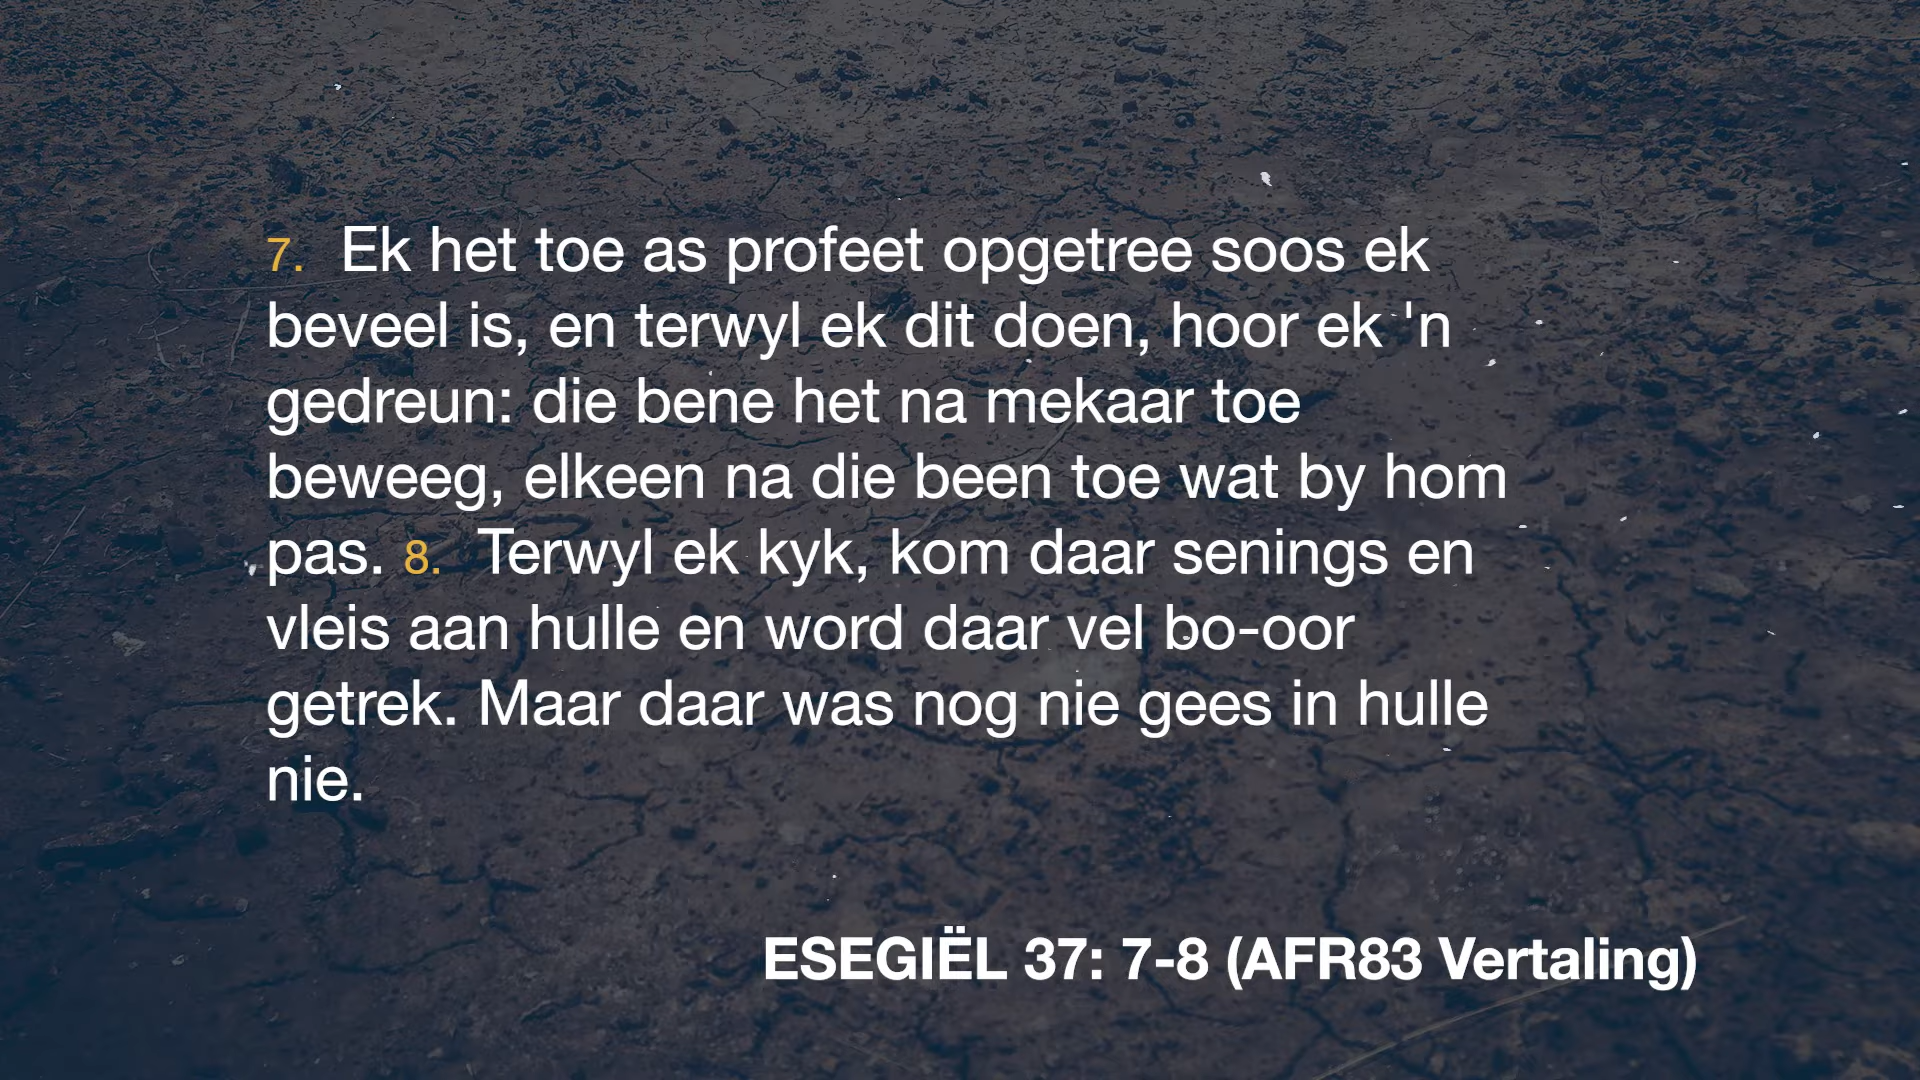 7. Ek het toe as profeet opgetree soos ek
beveel is, en terwyl ek dit doen, hoor ek 'n
gedreun: die bene het na mekaar toe
beweeg, elkeen na die been toe wat by hom
pas. 8. Terwyl ek kyk, kom daar senings en
vleis aan hulle en word daar vel bo-oor
getrek. Maar daar was nog nie gees in hulle
nie.
ESEGIËL 37: 7-8 (AFR83 Vertaling)